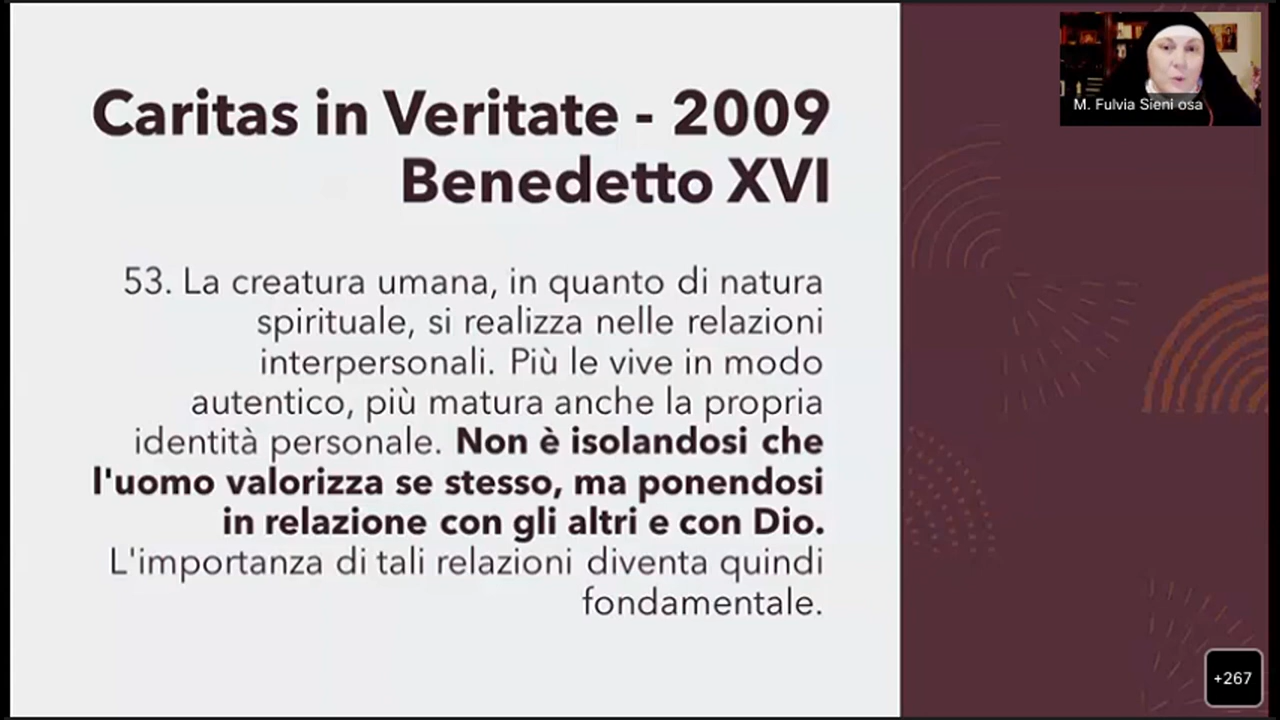 Caritas in Veritate - 2009
Benedetto XVI
53. La creatura umana, in quanto di natura
spirituale, si realizza nelle relazioni
interpersonali. Più le vive in modo
autentico, più matura anche la propria
identità personale. Non è isolandosi che
l'uomo valorizza se stesso, ma ponendosi
in relazione con gli altri e con Dio.
L'importanza di tali relazioni diventa quindi
fondamentale.
M. Fulvia Sieni osa
+267